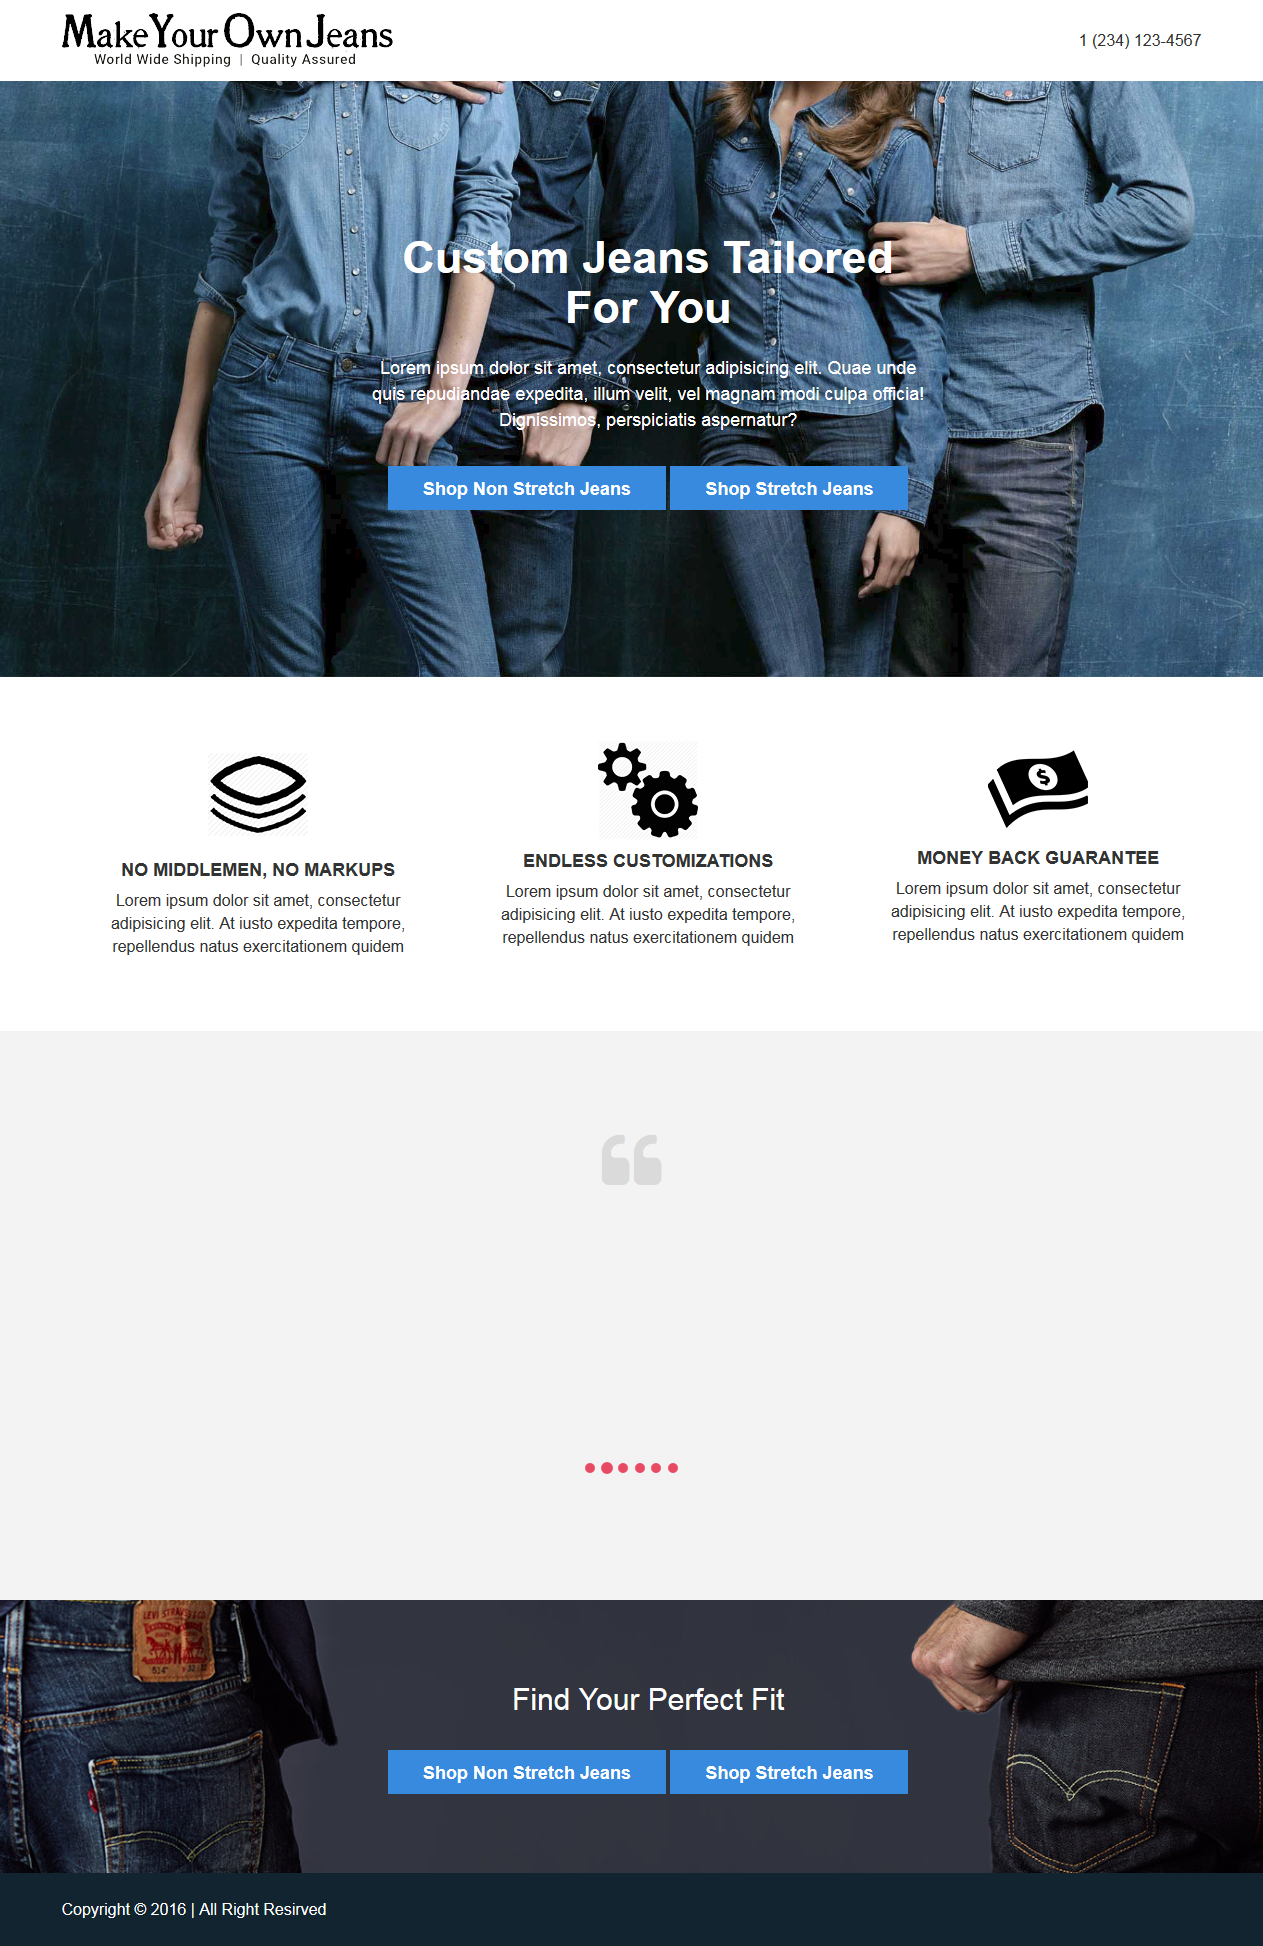 Make Your Own Jeans
World Wide Shipping | Quality Assured
1 (234) 123-4567
Custom Jeans Tailored
For You
Lorem ipsum dolor sit amet, consectetur adipisicing elit. Quae unde
quis repudiandae expedita, illum velit, vel magnam modi culpa officia!
Dignissimos, perspiciatis aspernatur?
Shop Non Stretch Jeans
Shop Stretch Jeans
NO MIDDLEMEN, NO MARKUPS
Lorem ipsum dolor sit amet, consectetur
adipisicing elit. At iusto expedita tempore,
repellendus natus exercitationem quidem
ENDLESS CUSTOMIZATIONS
Lorem ipsum dolor sit amet, consectetur
adipisicing elit. At iusto expedita tempore,
repellendus natus exercitationem quidem
MONEY BACK GUARANTEE
Lorem ipsum dolor sit amet, consectetur
adipisicing elit. At iusto expedita tempore,
repellendus natus exercitationem quidem
Find Your Perfect Fit
Shop Non Stretch Jeans
Shop Stretch Jeans
Copyright © 2016 | All Right Resirved